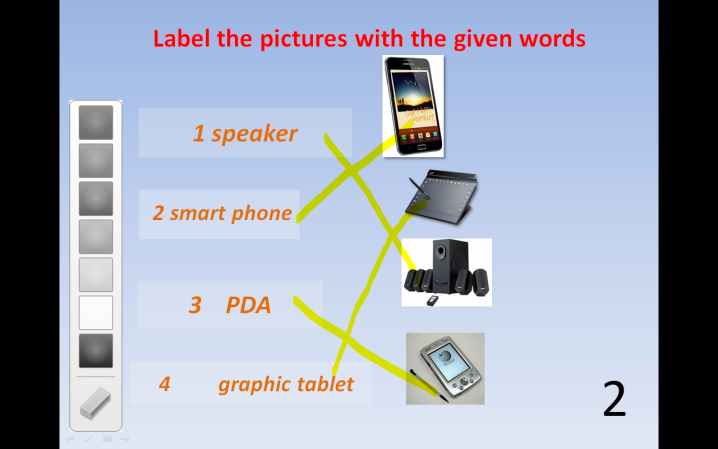 Label the pictures with the given words
1 speaker
2 smart phone
3 PDA
4 graphic tablet
2